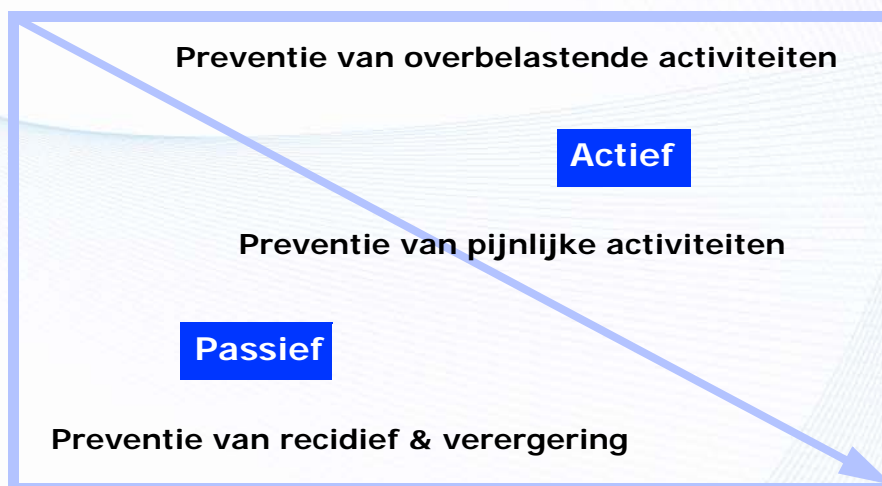 Preventie van overbelastende activiteiten
Actief
Preventie van pijnlijke activiteiten
Passief
Preventie van recidief & verergering